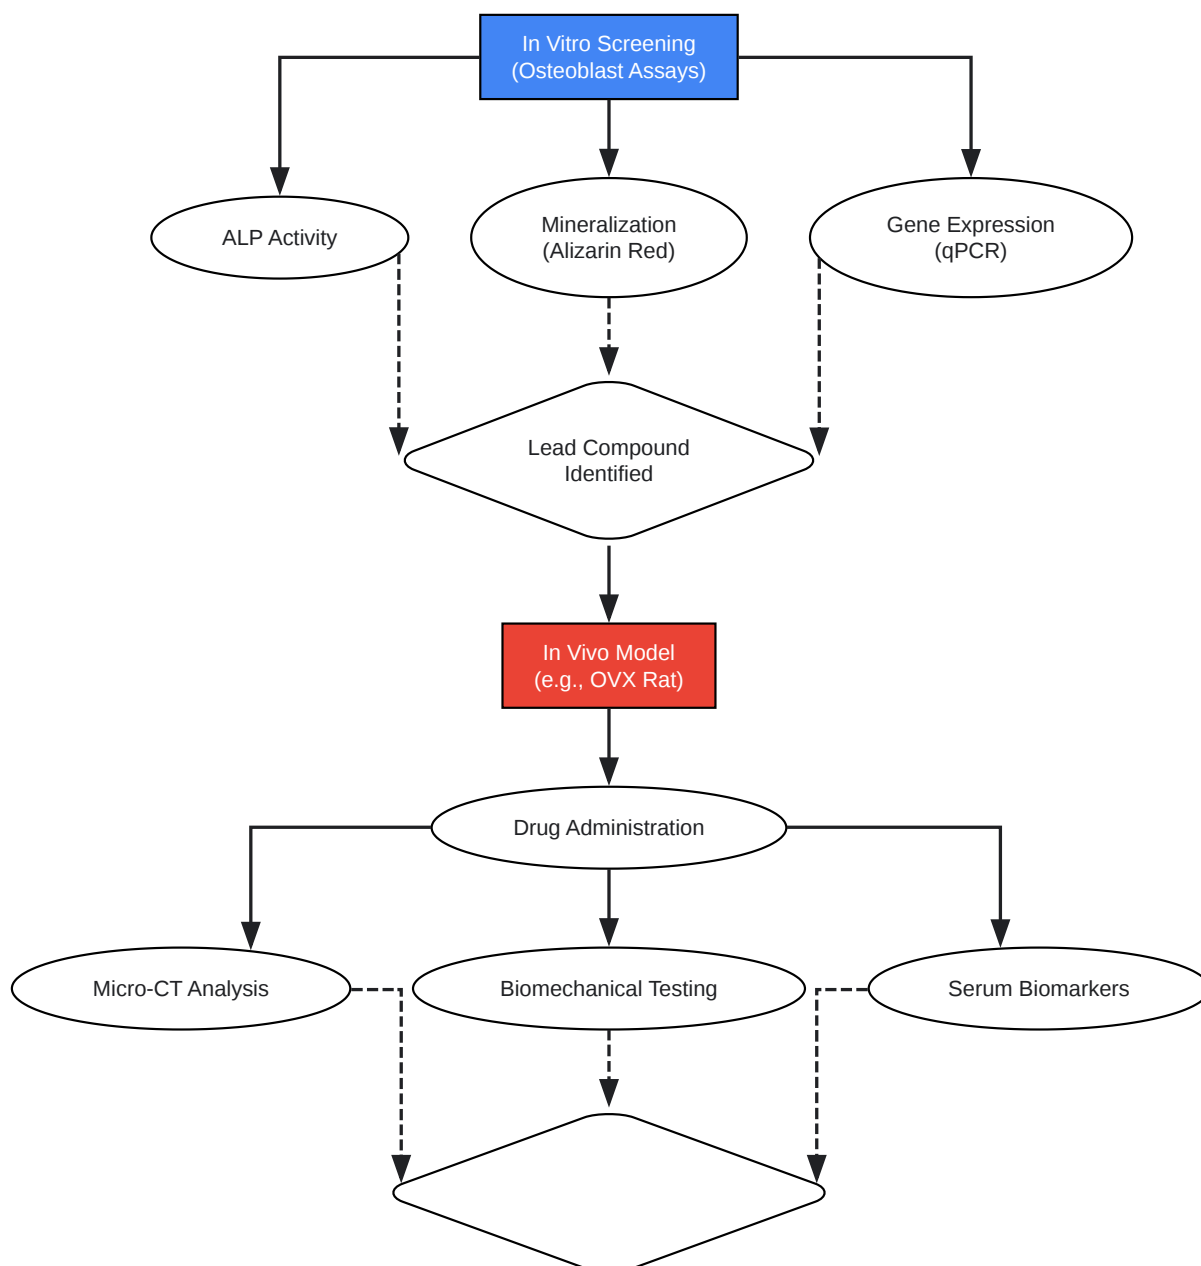 In Vitro Screening
(Osteoblast Assays)
ALP Activity
Mineralization
(Alizarin Red)
Gene Expression
(qPCR)
Lead Compound
Identified
In Vivo Model
(e.g., OVX Rat)
Drug Administration
Micro-CT Analysis
Biomechanical Testing
Serum Biomarkers